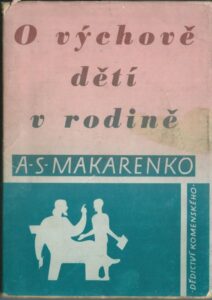 O výchově
dětí
v rodině
A·S·MAKARENKO
·DĚDICTVÍ KOMENSKÉHO·